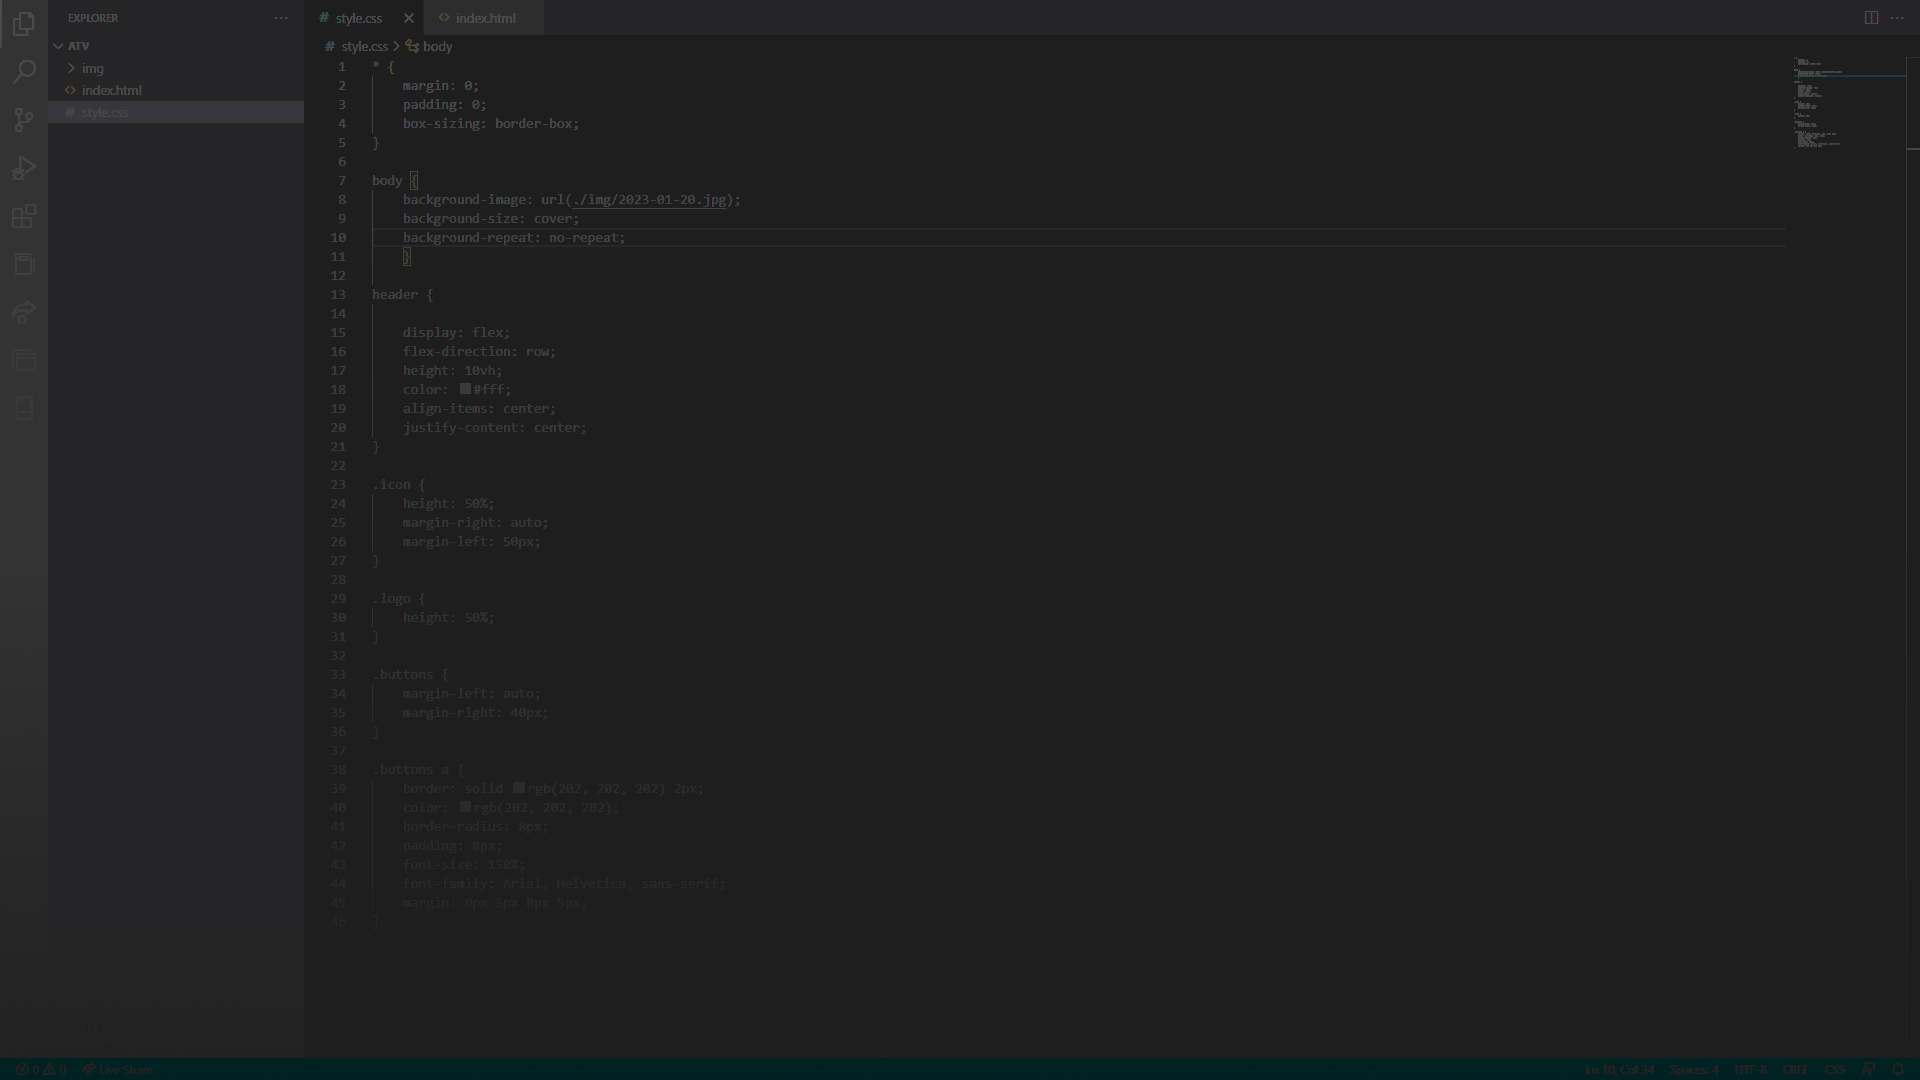 EXPLORER
ATV
img
index.html
style.css
style.css
index.html
style.css > body
1 * {
2 margin: 0;
3 padding: 0;
4 box-sizing: border-box;
5 }
6
7 body {
8 background-image: url(./img/2023-01-20.jpg);
9 background-size: cover;
10 background-repeat: no-repeat;
11 }
12
13 header {
14
15 display: flex;
16 flex-direction: row;
17 height: 10vh;
18 color: #fff;
19 align-items: center;
20 justify-content: center;
21 }
22
23 .icon {
24 height: 50%;
25 margin-right: auto;
26 margin-left: 50px;
27 }
28
29 .logo {
30 height: 50%;
31 }
32
33 .buttons {
34 margin-left: auto;
35 margin-right: 40px;
36 }
37
38 .buttons a {
39 border: solid rgb(202, 202, 202) 2px;
40 color: rgb(202, 202, 202);
41 border-radius: 8px;
42 padding: 8px;
43 font-size: 150%;
44 font-family: Arial, Helvetica, sans-serif;
45 margin: 0px 5px 0px 5px;
46 }
0 0 Live Share
Ln 10, Col 34 Spaces: 4 UTF-8 CRLF CSS